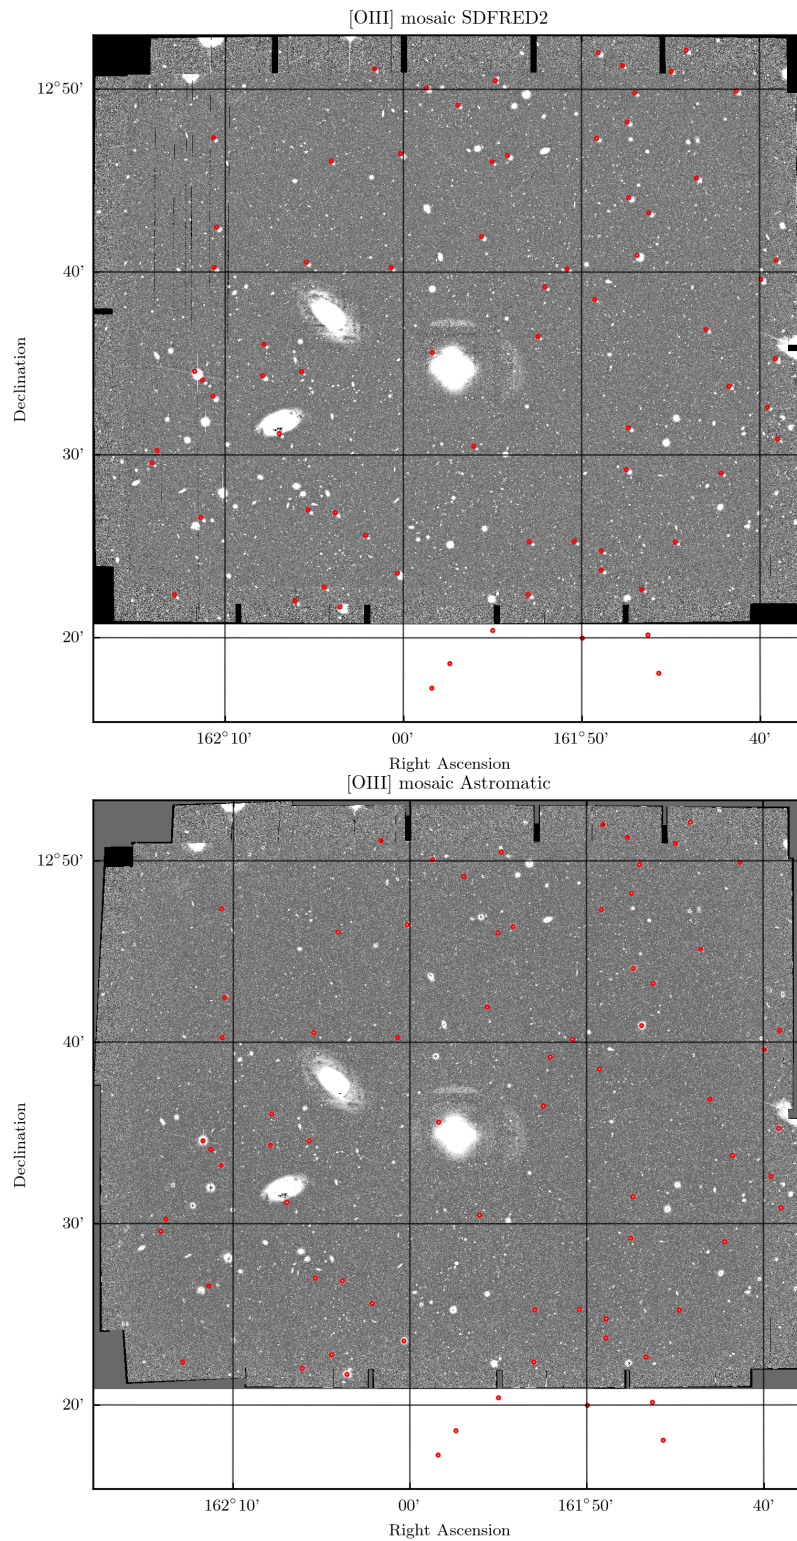 [OIII] mosaic SDFRED2
12°50'
40'
30'
20'
Declination
162°10' 00' 161°50' 40'
Right Ascension
[OIII] mosaic Astromatic
12°50'
40'
30'
20'
Declination
162°10' 00' 161°50' 40'
Right Ascension